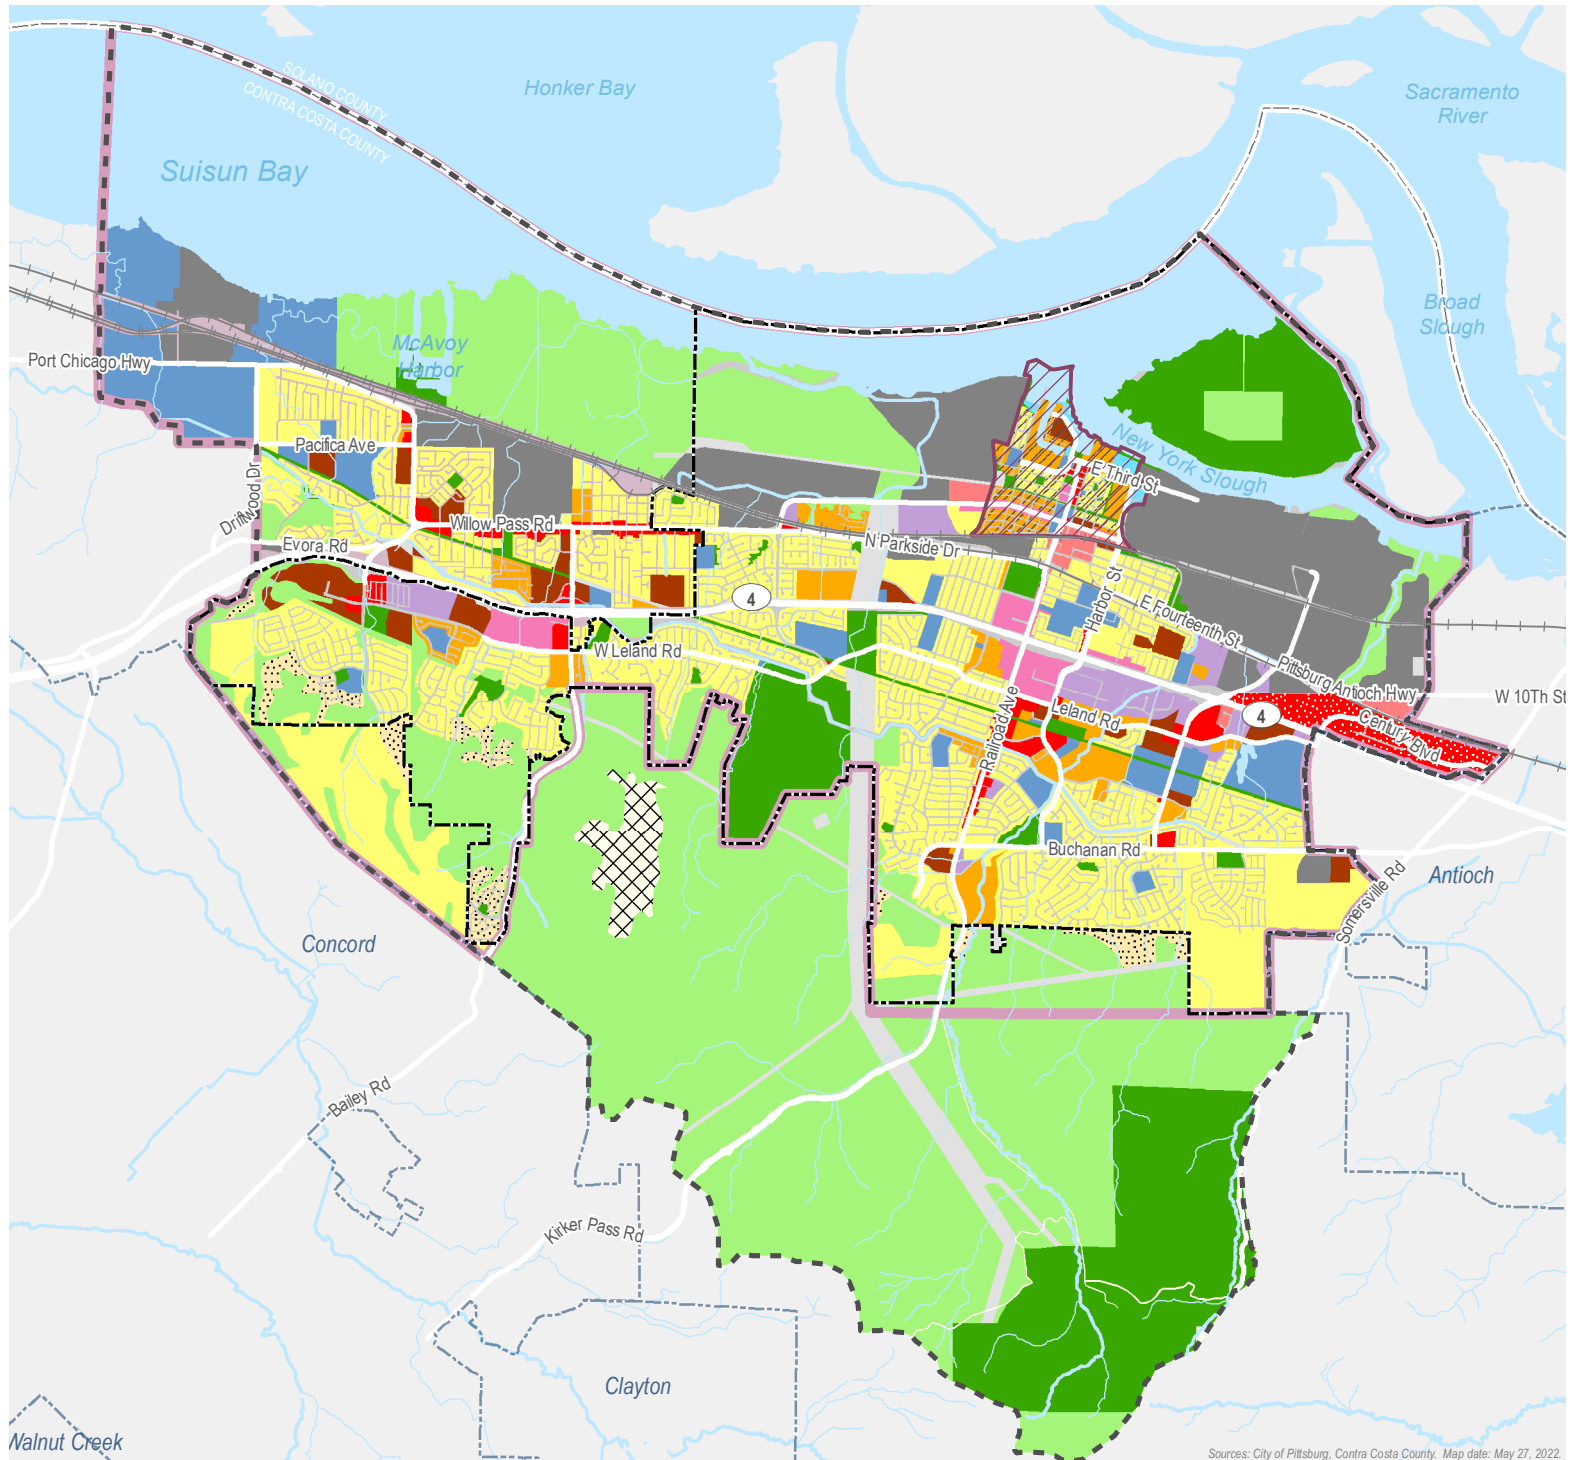 Honker Bay
Sacramento
River
SOLANO COUNTY
CONTRA COSTA COUNTY
Suisun Bay
Broad
Slough
McAvoy
Harbor
Port Chicago Hwy
New York Slough
Pacifica Ave
E Third St
Driftwood Dr
Willow Pass Rd
N Parkside Dr
Evora Rd
4
Harbor St
E Fourteenth St
W Leland Rd
Pittsburg Antioch Hwy
W 10Th St
Leland Rd
4
Century Blvd
Railroad Ave
Buchanan Rd
Antioch
Somersville Rd
Concord
Bailey Rd
Kirker Pass Rd
Clayton
Walnut Creek
Sources: City of Pittsburg, Contra Costa County. Map date: May 27, 2022.